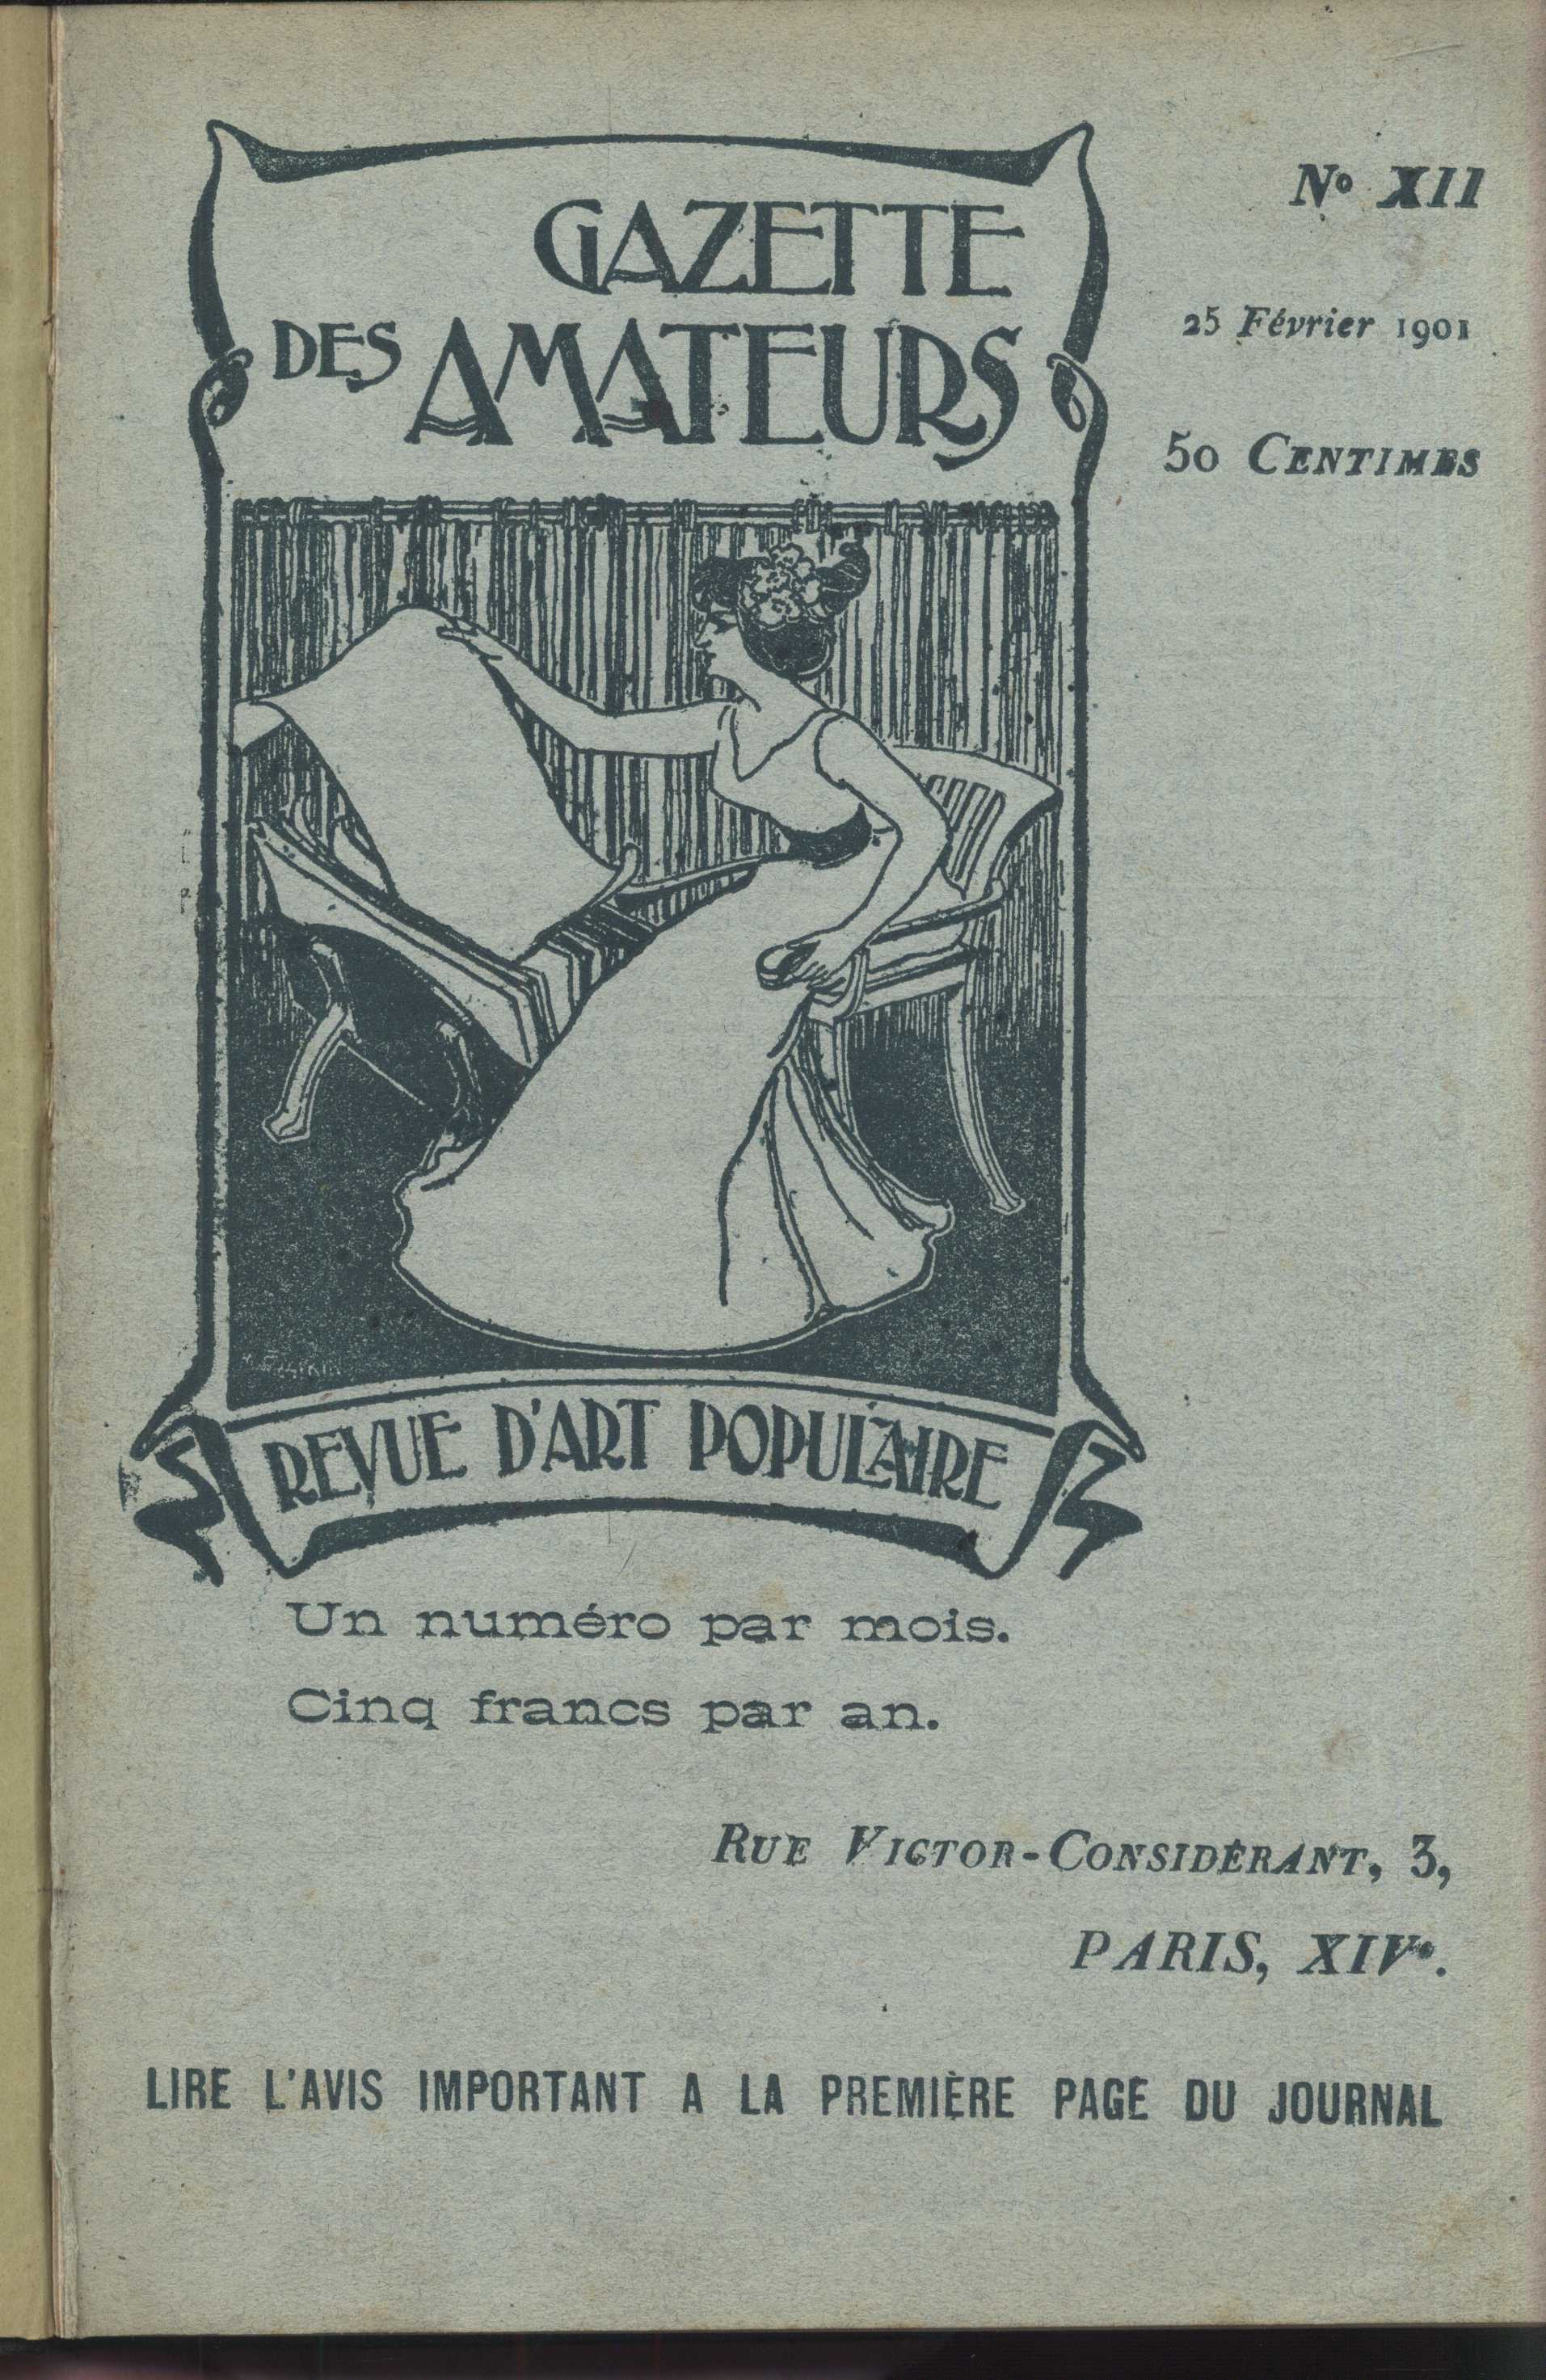 GAZETTE
DES AMATEURS
No XII
25 Février 1901
50 CENTIMES
REVUE D'ART POPULAIRE
Un numéro par mois.
Cinq francs par an.
RUE VICTOR-CONSIDÉRANT, 3,
PARIS, XIVe.
LIRE L'AVIS IMPORTANT A LA PREMIÈRE PAGE DU JOURNAL